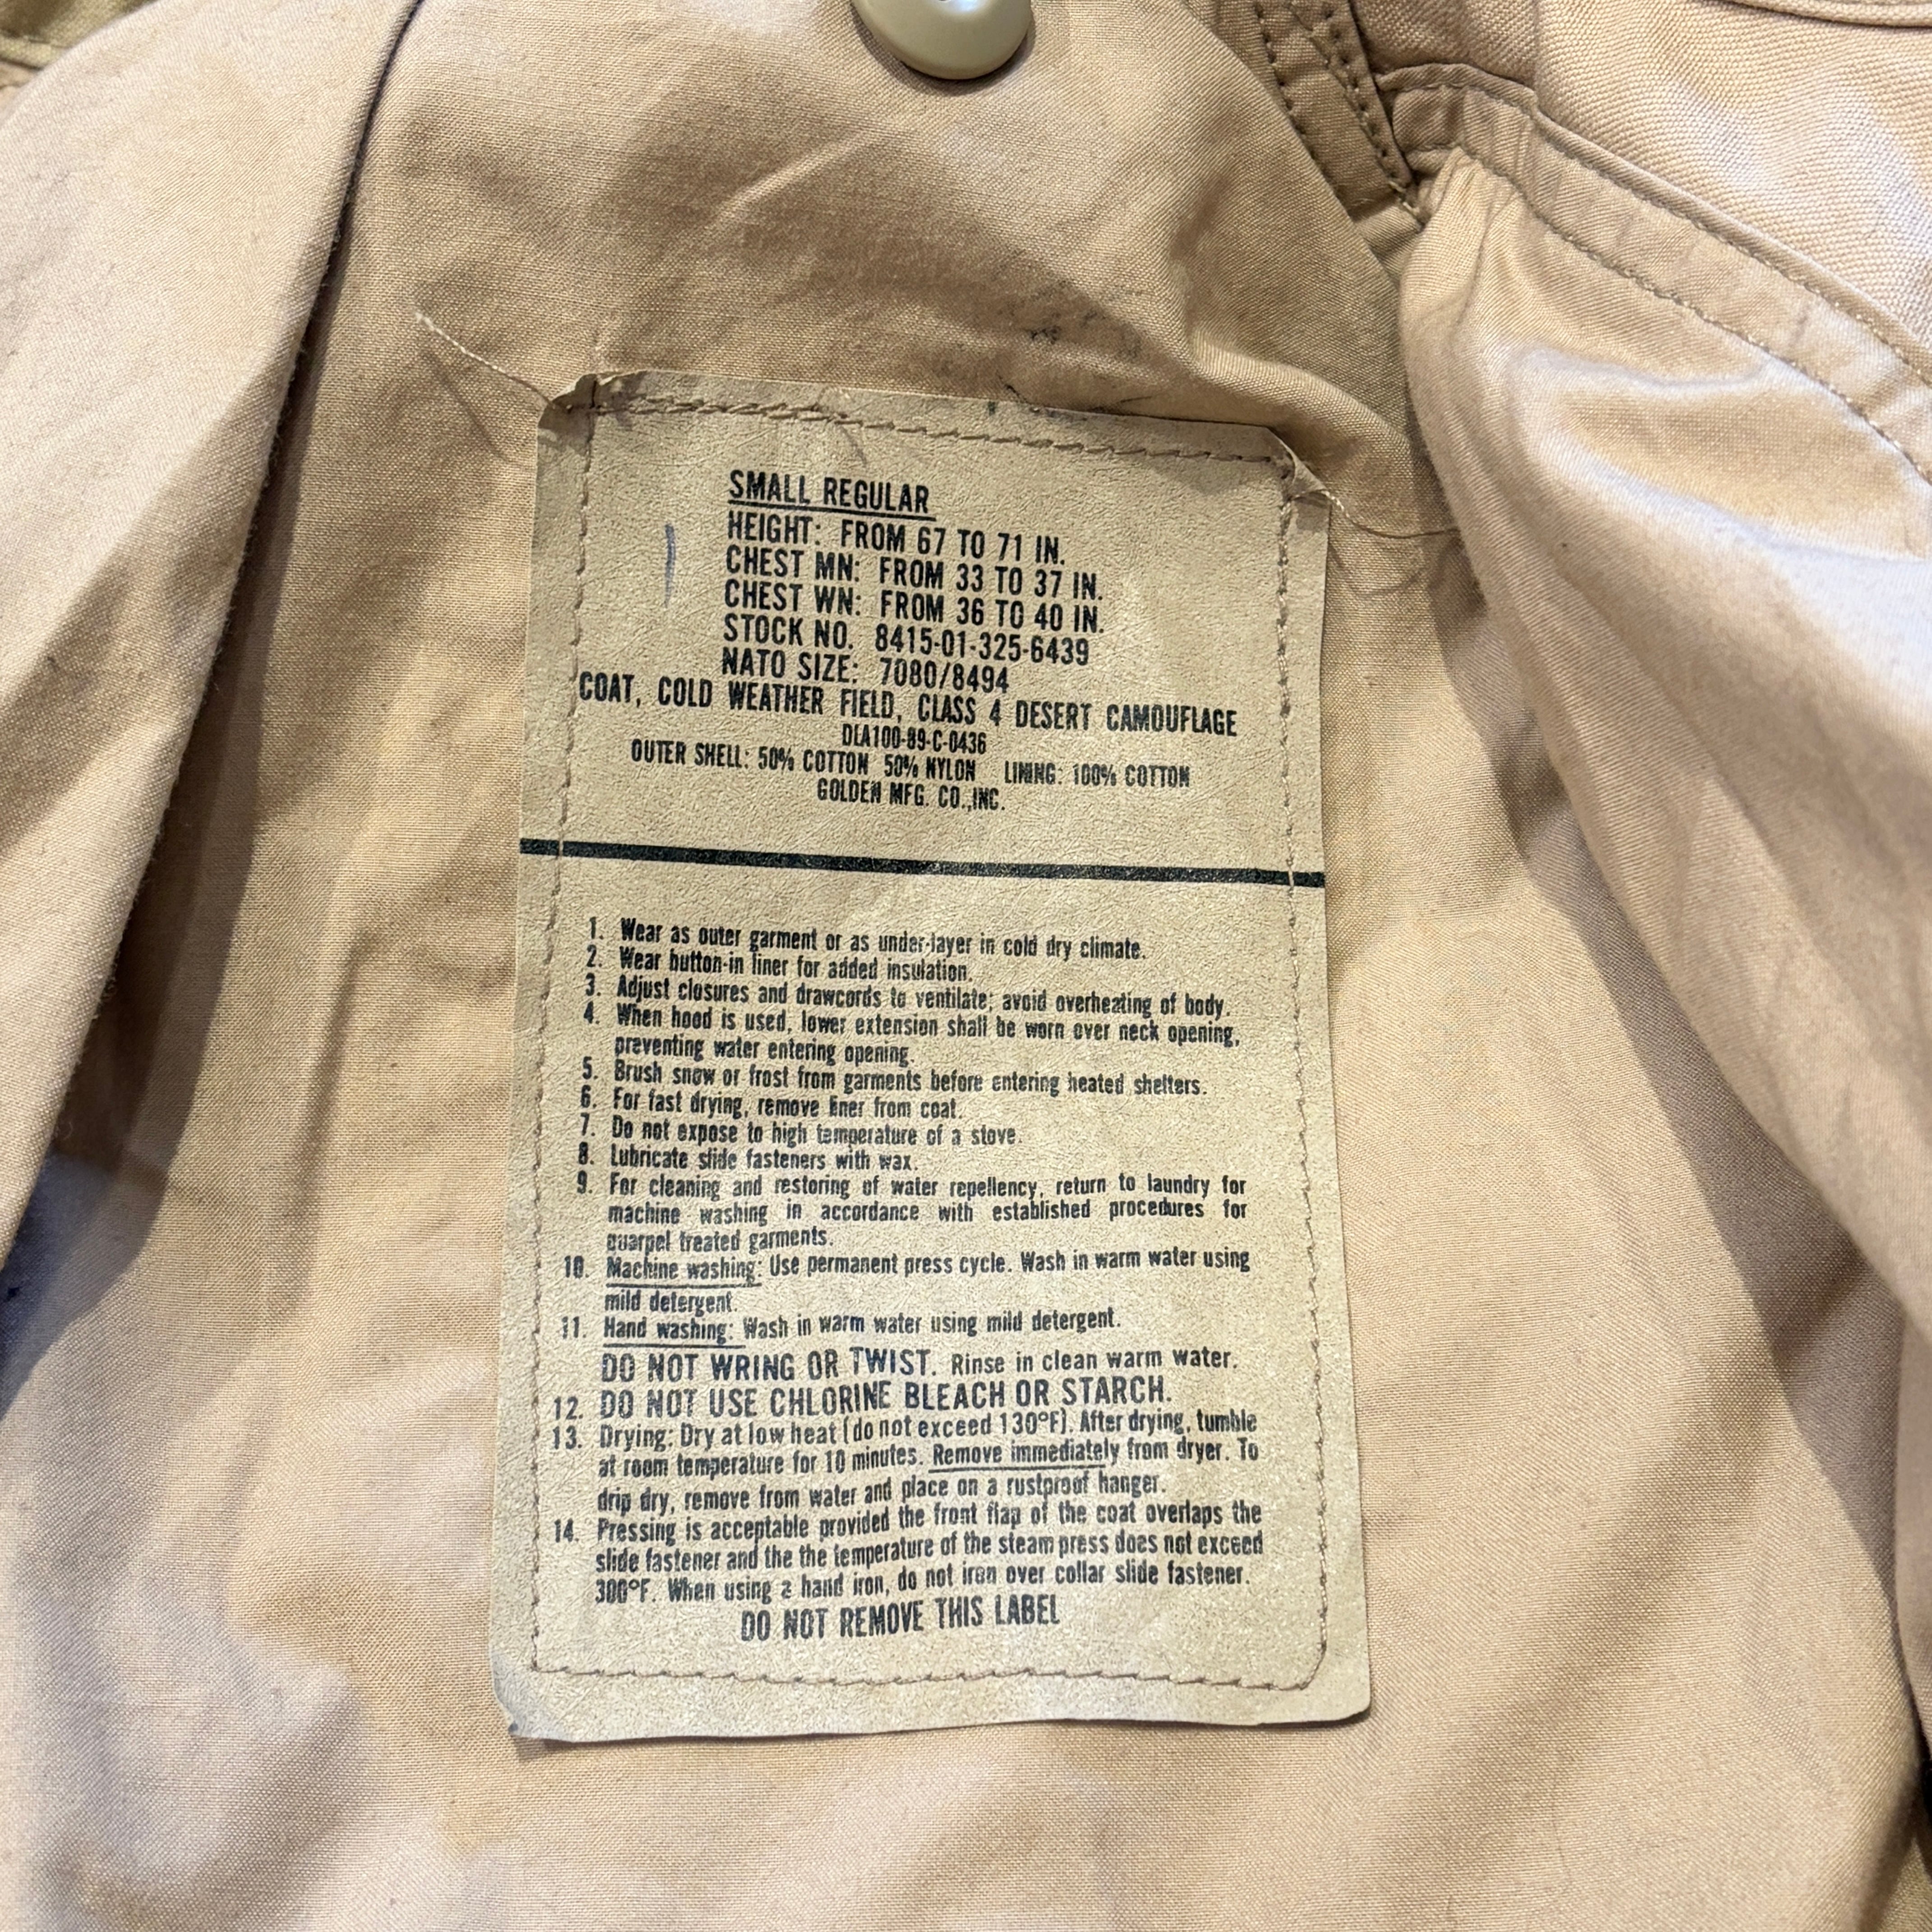 SMALL REGULAR
HEIGHT: FROM 67 TO 71 IN.
CHEST MN: FROM 33 TO 37 IN.
CHEST WN: FROM 36 TO 40 IN.
STOCK NO. 8415-01-325-6439
NATO SIZE: 7080/8494
COAT, COLD WEATHER FIELD, CLASS 4 DESERT CAMOUFLAGE
DLA100-89-C-0436
OUTER SHELL: 50% COTTON 50% NYLON LINING: 100% COTTON
GOLDEN MFG. CO.,INC.
1. Wear as outer garment or as under-layer in cold dry climate.
2. Wear button-in liner for added insulation.
3. Adjust closures and drawcords to ventilate; avoid overheating of body.
4. When hood is used, lower extension shall be worn over neck opening,
preventing water entering opening.
5. Brush snow or frost from garments before entering heated shelters.
6. For fast drying, remove liner from coat.
7. Do not expose to high temperature of a stove.
8. Lubricate slide fasteners with wax.
9. For cleaning and restoring of water repellency, return to laundry for
machine washing in accordance with established procedures for
quarpel treated garments.
10. Machine washing: Use permanent press cycle. Wash in warm water using
mild detergent.
11. Hand washing: Wash in warm water using mild detergent.
DO NOT WRING OR TWIST. Rinse in clean warm water.
12. DO NOT USE CHLORINE BLEACH OR STARCH.
13. Drying: Dry at low heat (do not exceed 130°F). After drying, tumble
at room temperature for 10 minutes. Remove immediately from dryer. To
drip dry, remove from water and place on a rustproof hanger.
14. Pressing is acceptable provided the front flap of the coat overlaps the
slide fastener and the the temperature of the steam press does not exceed
300°F. When using a hand iron, do not iron over collar slide fastener.
DO NOT REMOVE THIS LABEL